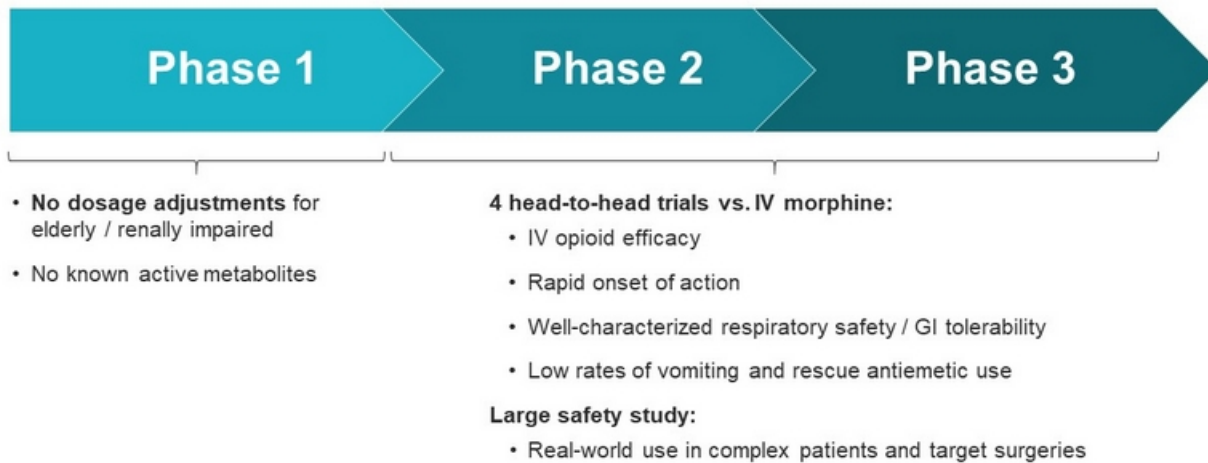 Phase 1
Phase 2
Phase 3
• No dosage adjustments for
elderly / renally impaired
• No known active metabolites
4 head-to-head trials vs. IV morphine:
• IV opioid efficacy
• Rapid onset of action
• Well-characterized respiratory safety / GI tolerability
• Low rates of vomiting and rescue antiemetic use
Large safety study:
• Real-world use in complex patients and target surgeries